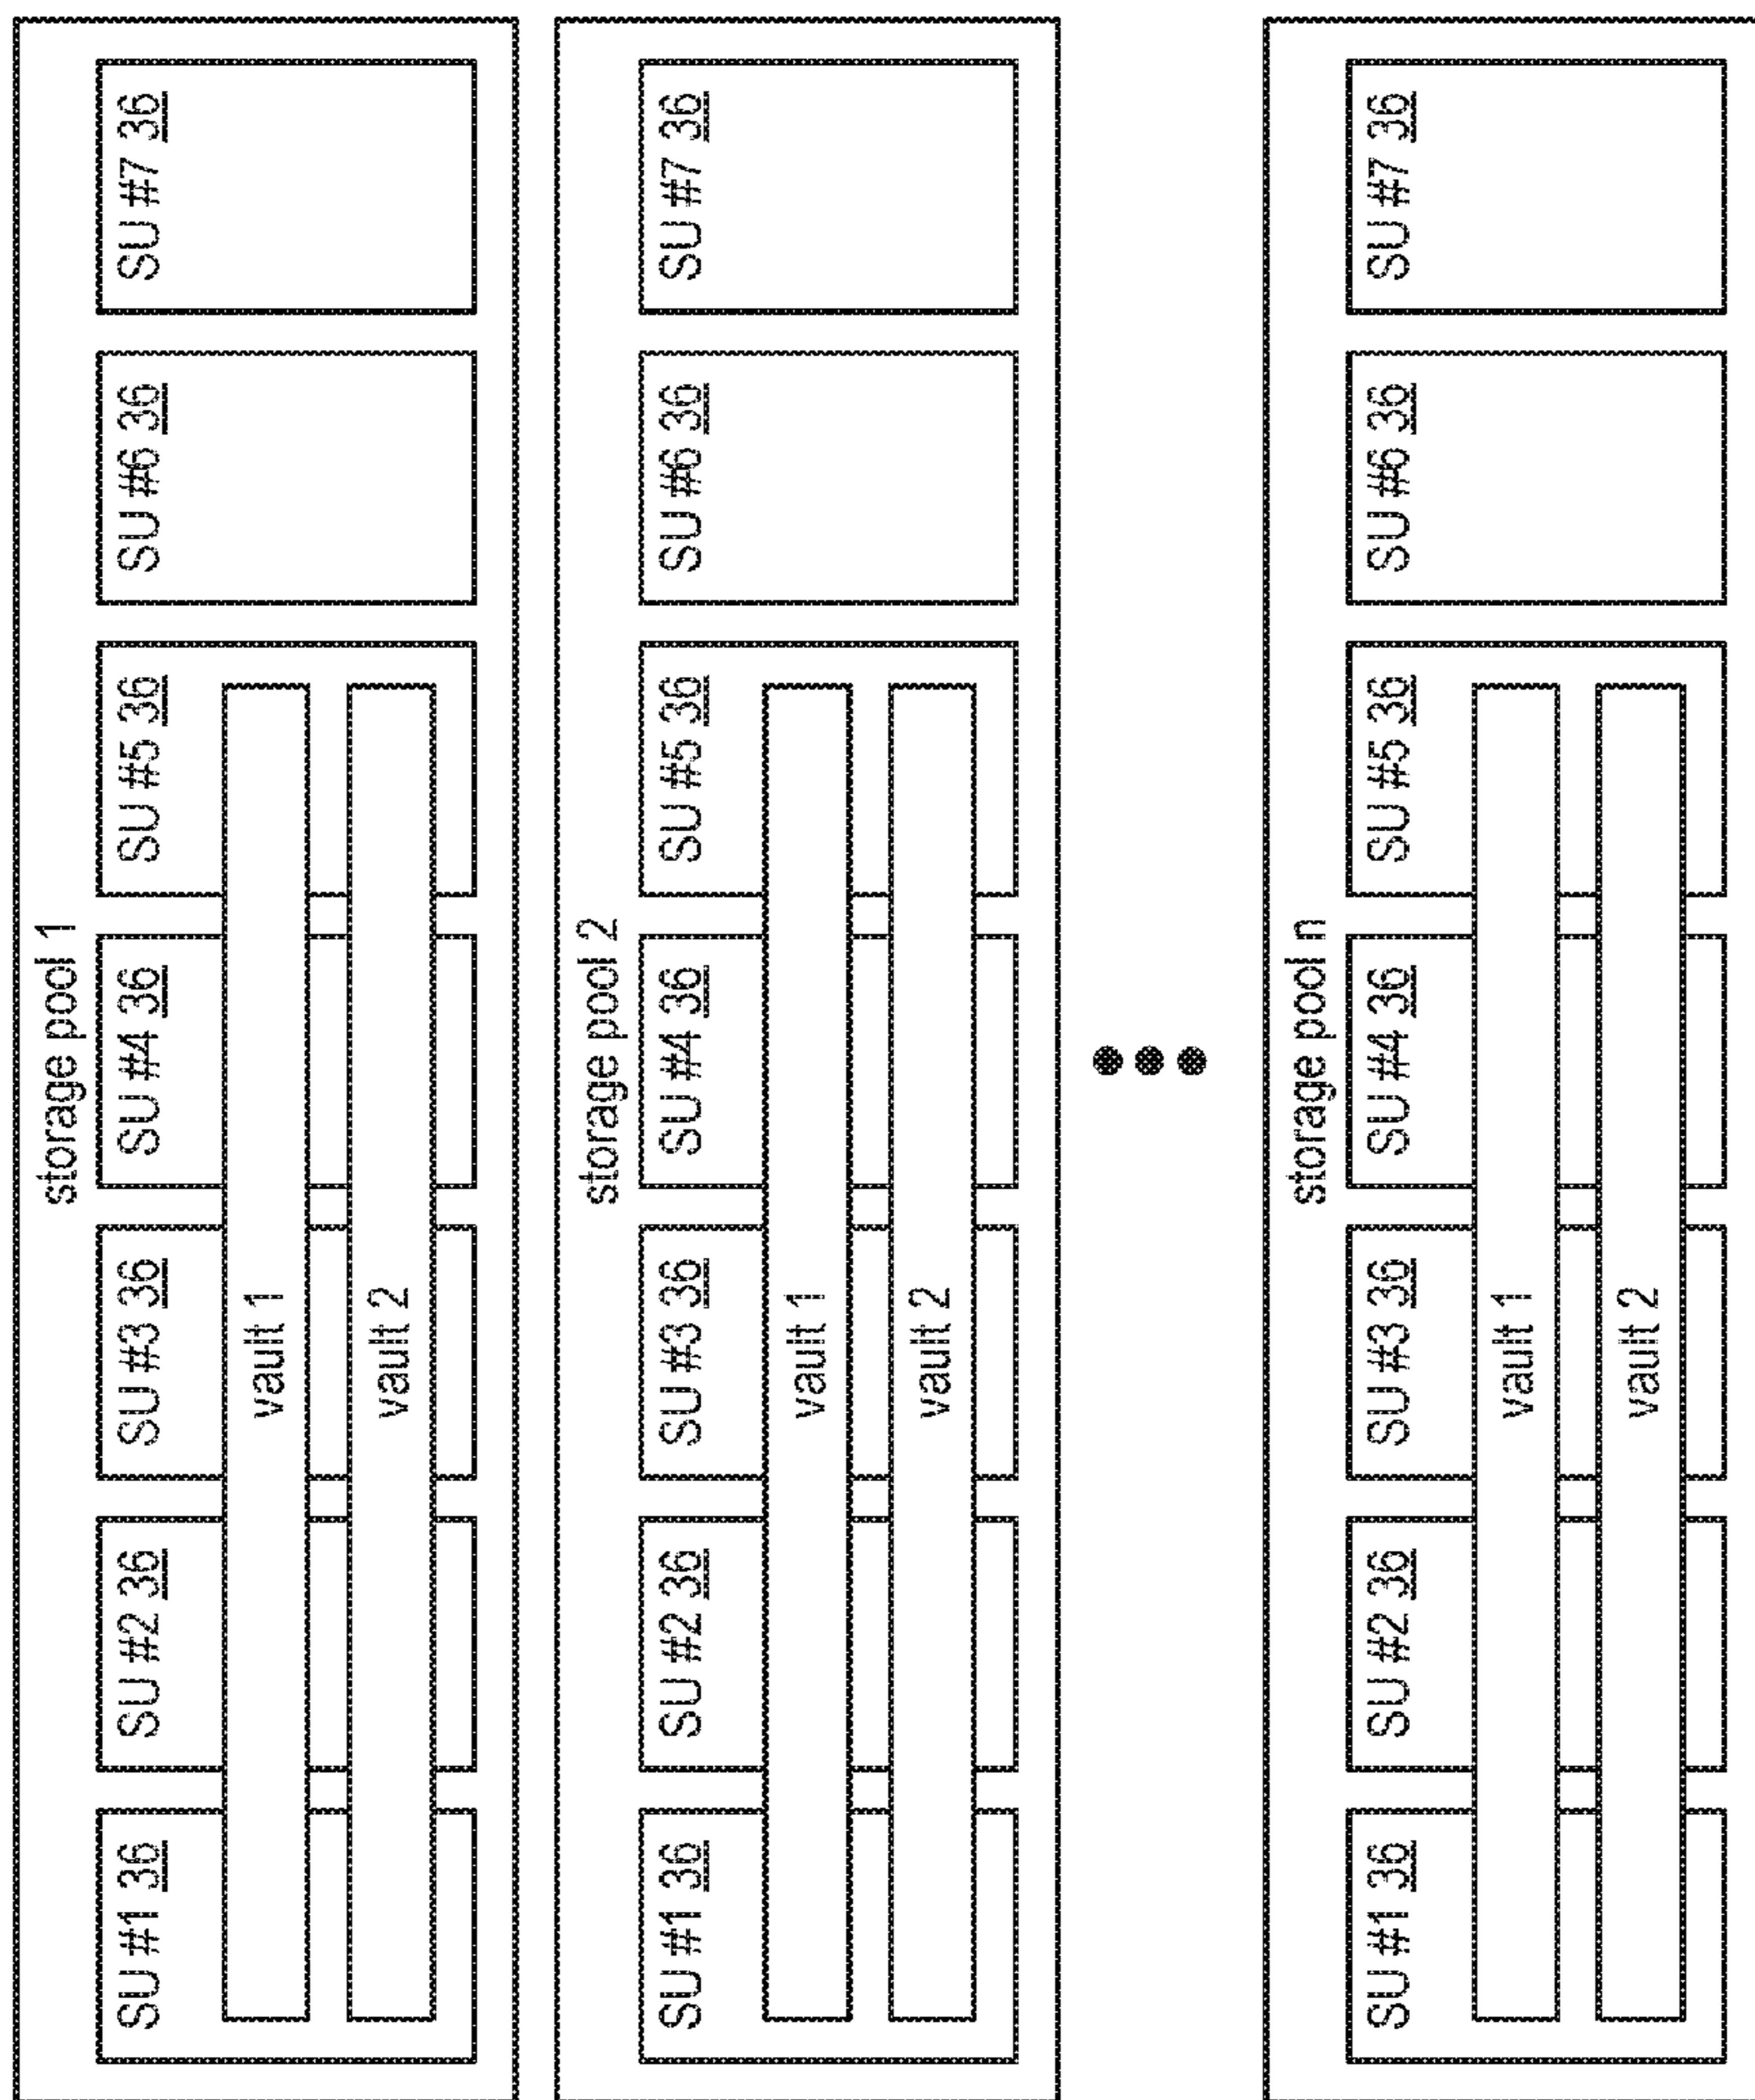 storage pool 1
SU #1 36
SU #2 36
SU #3 36
SU #4 36
SU #5 36
SU #6 36
SU #7 36
vault 1
vault 2
storage pool 2
SU #1 36
SU #2 36
SU #3 36
SU #4 36
SU #5 36
SU #6 36
SU #7 36
vault 1
vault 2
storage pool n
SU #1 36
SU #2 36
SU #3 36
SU #4 36
SU #5 36
SU #6 36
SU #7 36
vault 1
vault 2